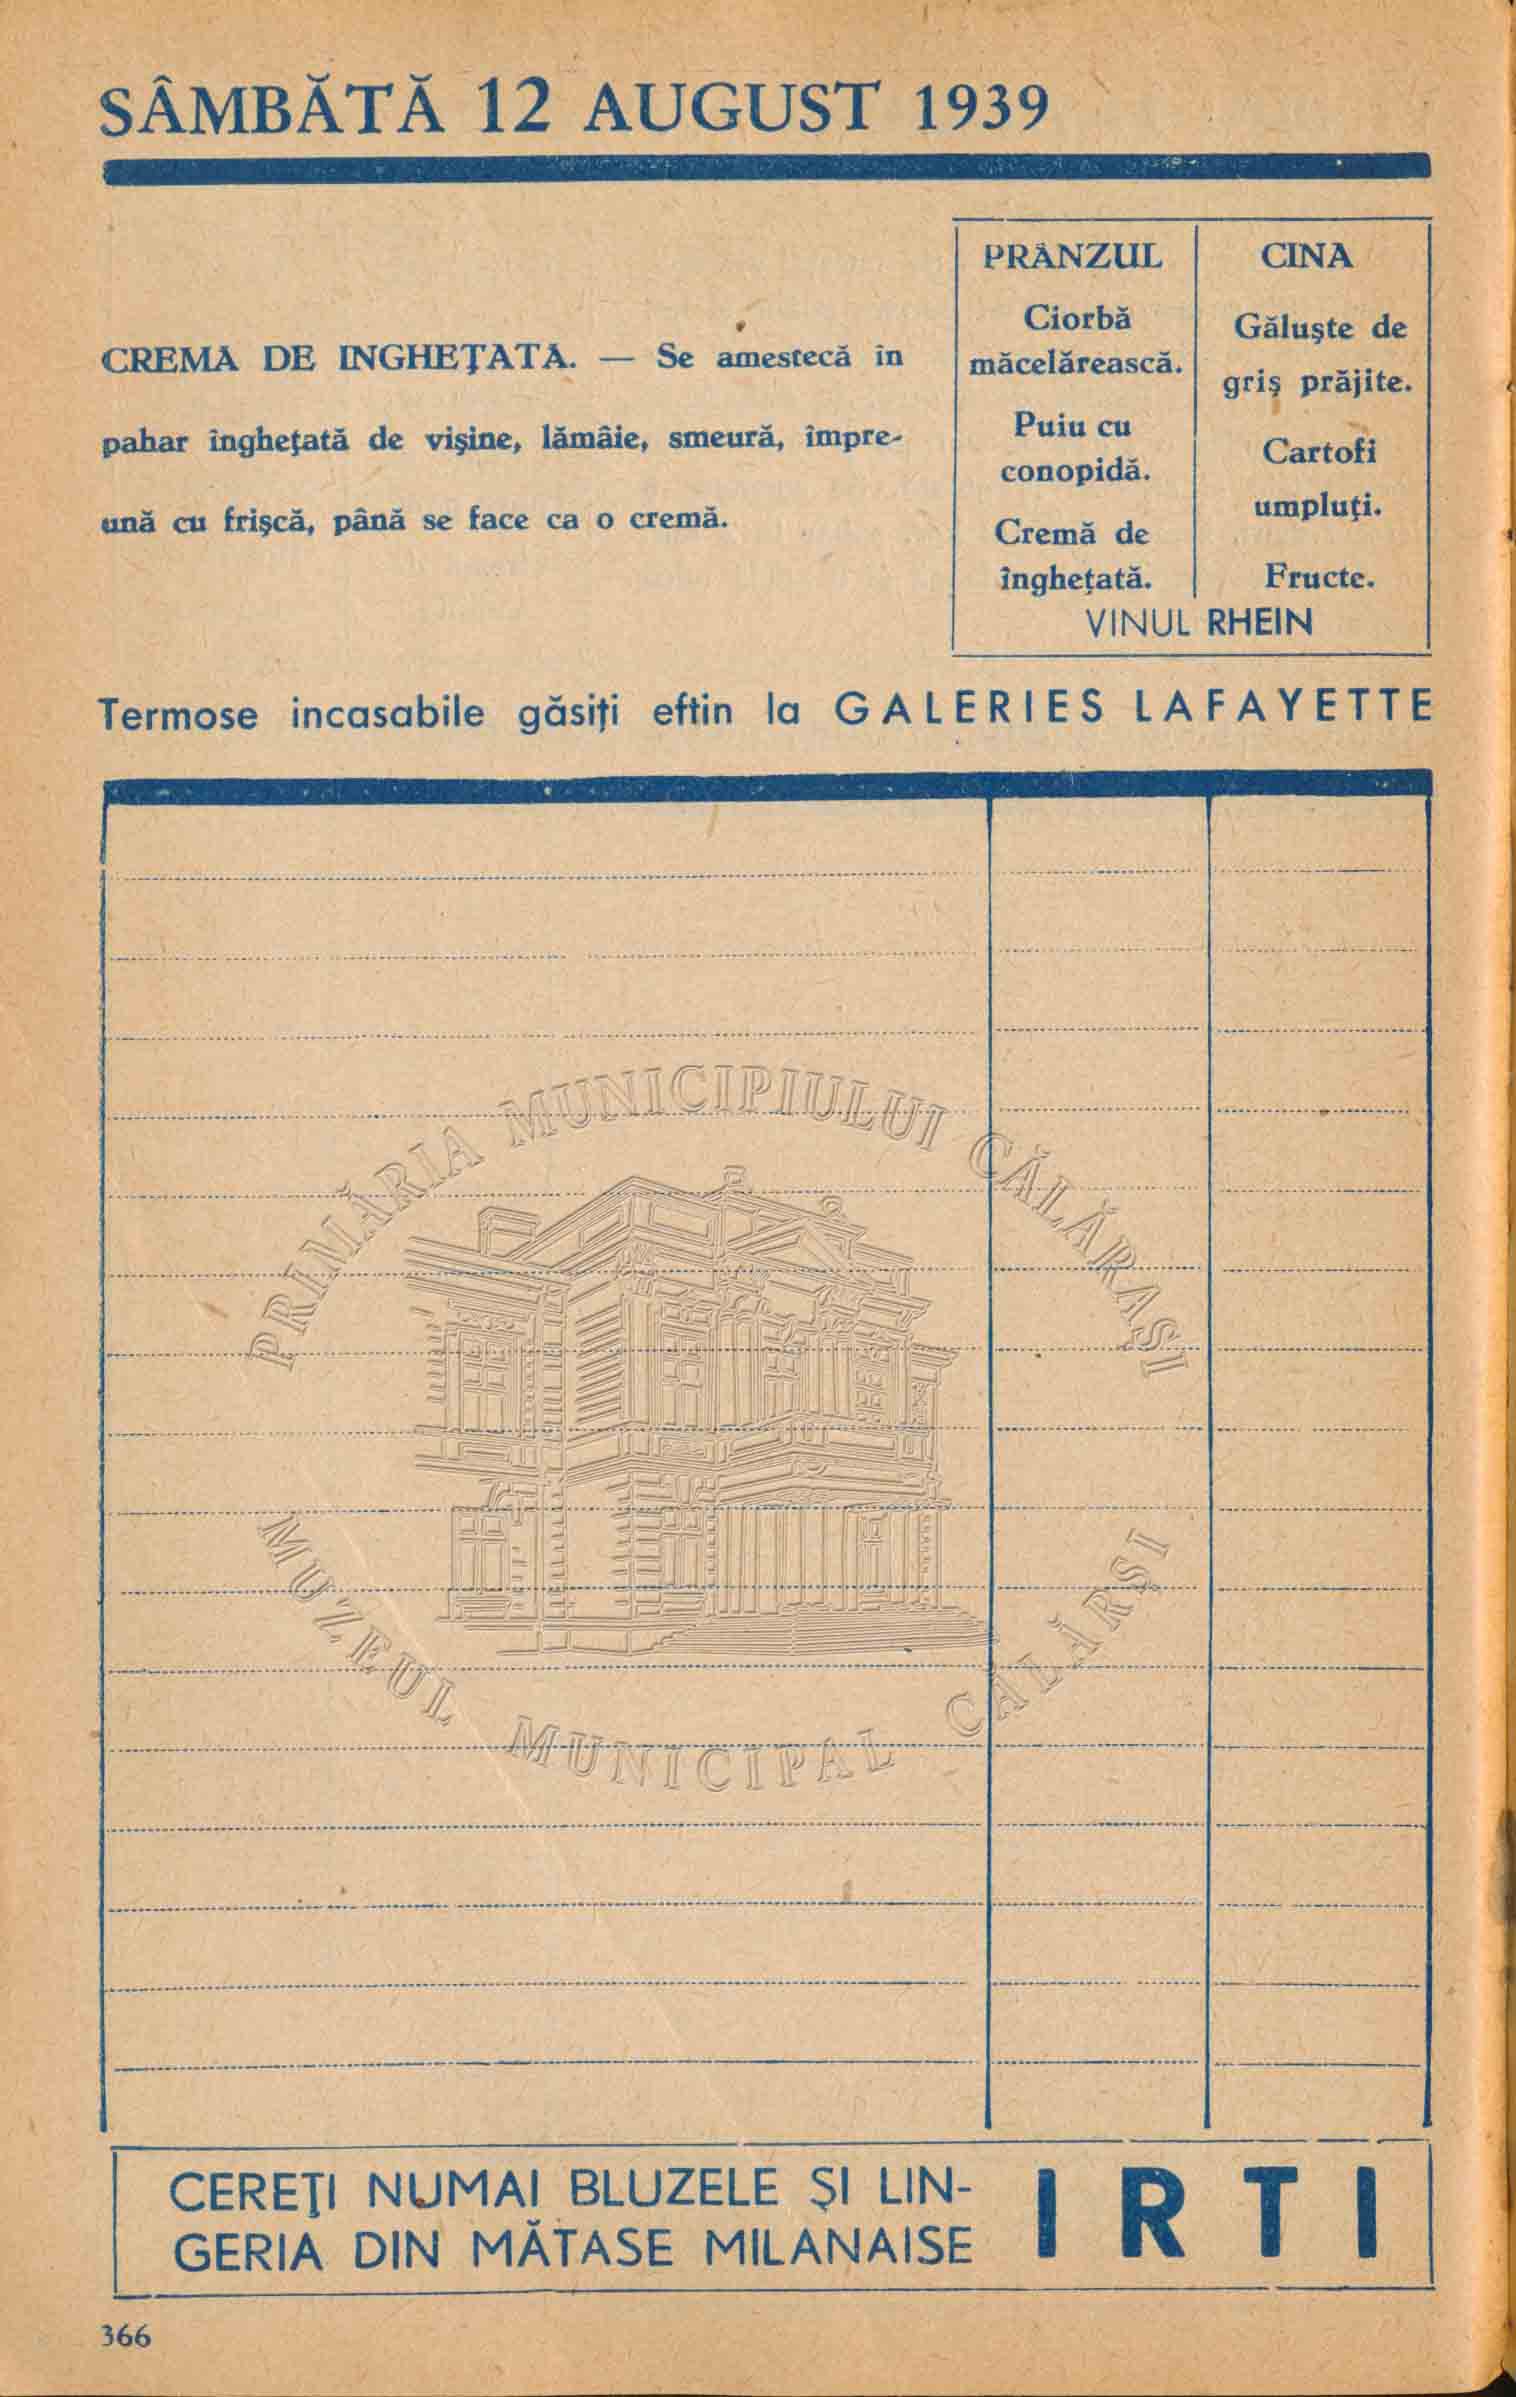 SÂMBĂTĂ 12 AUGUST 1939
CREMA DE INGHEŢATA. — Se amestecă în
pahar îngheţată de vişine, lămâie, smeură, împre-
ună cu frişcă, până se face ca o cremă.
PRÂNZUL
Ciorbă
măcelărească.
Puiu cu
conopidă.
Cremă de
îngheţată.
CINA
Găluşte de
griş prăjite.
Cartofi
umpluţi.
Fructe.
VINUL RHEIN
Termose incasabile găsiţi eftin la GALERIES LAFAYETTE
PRIMĂRIA MUNICIPIULUI CĂLĂRAŞI
MUZEUL MUNICIPAL CĂLĂRŞI
CEREŢI NUMAI BLUZELE ŞI LIN-
GERIA DIN MĂTASE MILANAISE
IRTI
366